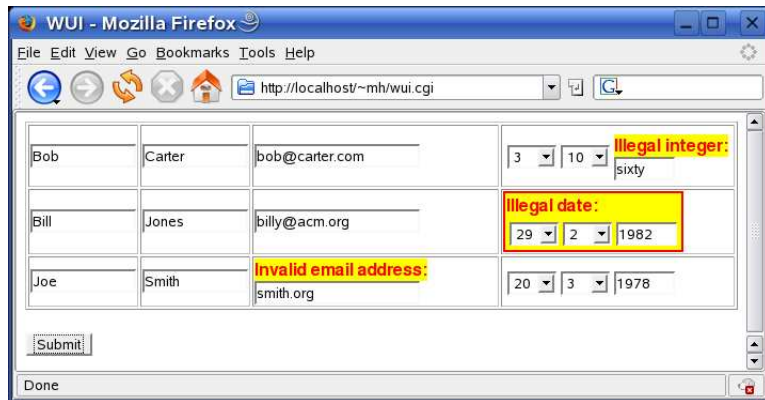 WUI - Mozilla Firefox
File Edit View Go Bookmarks Tools Help
http://localhost/~mh/wui.cgi G
Bob Carter bob@carter.com 3 10 Illegal integer:
sixty
Bill Jones billy@acm.org Illegal date:
29 2 1982
Joe Smith Invalid email address:
smith.org 20 3 1978
Submit
Done